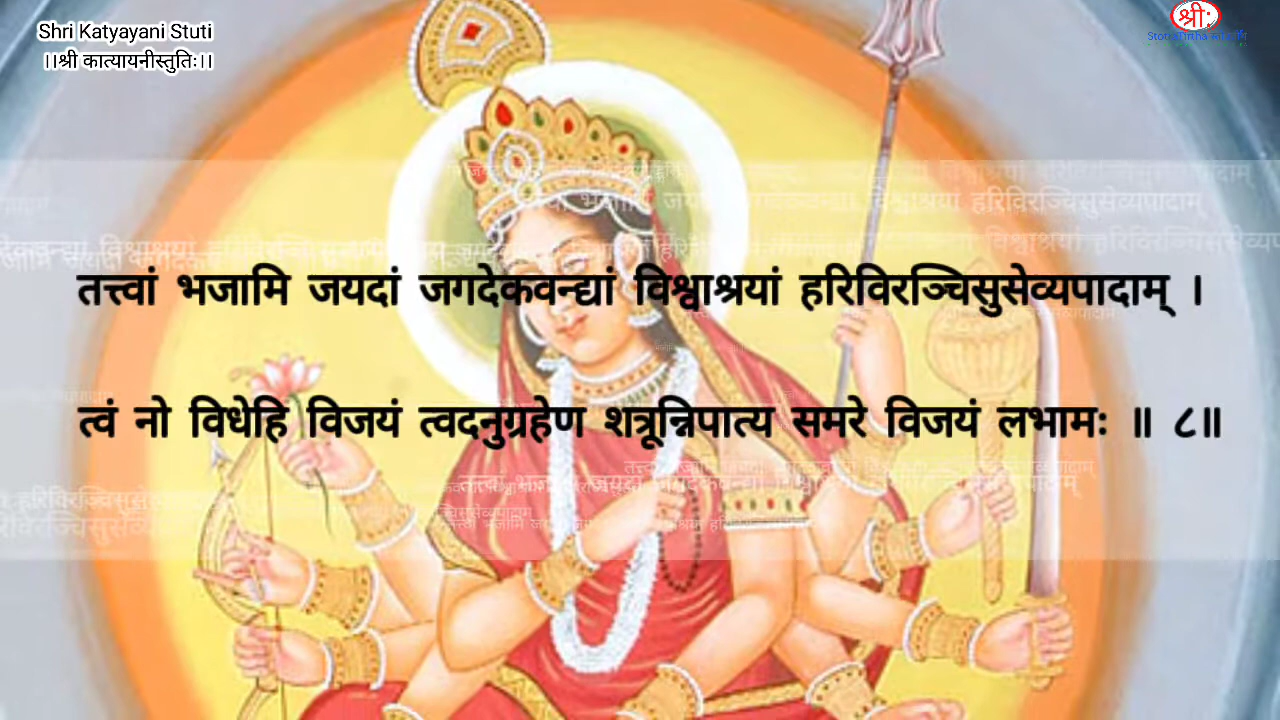 Shri Katyayani Stuti
।।श्री कात्यायनीस्तुतिः।।
श्रीः
तत्त्वां भजामि जयदां जगदेकवन्द्यां विश्वाश्रयां हरिविरञ्चिसुसेव्यपादाम् ।
त्वं नो विधेहि विजयं त्वदनुग्रहेण शत्रून्निपात्य समरे विजयं लभामः ॥ ८॥